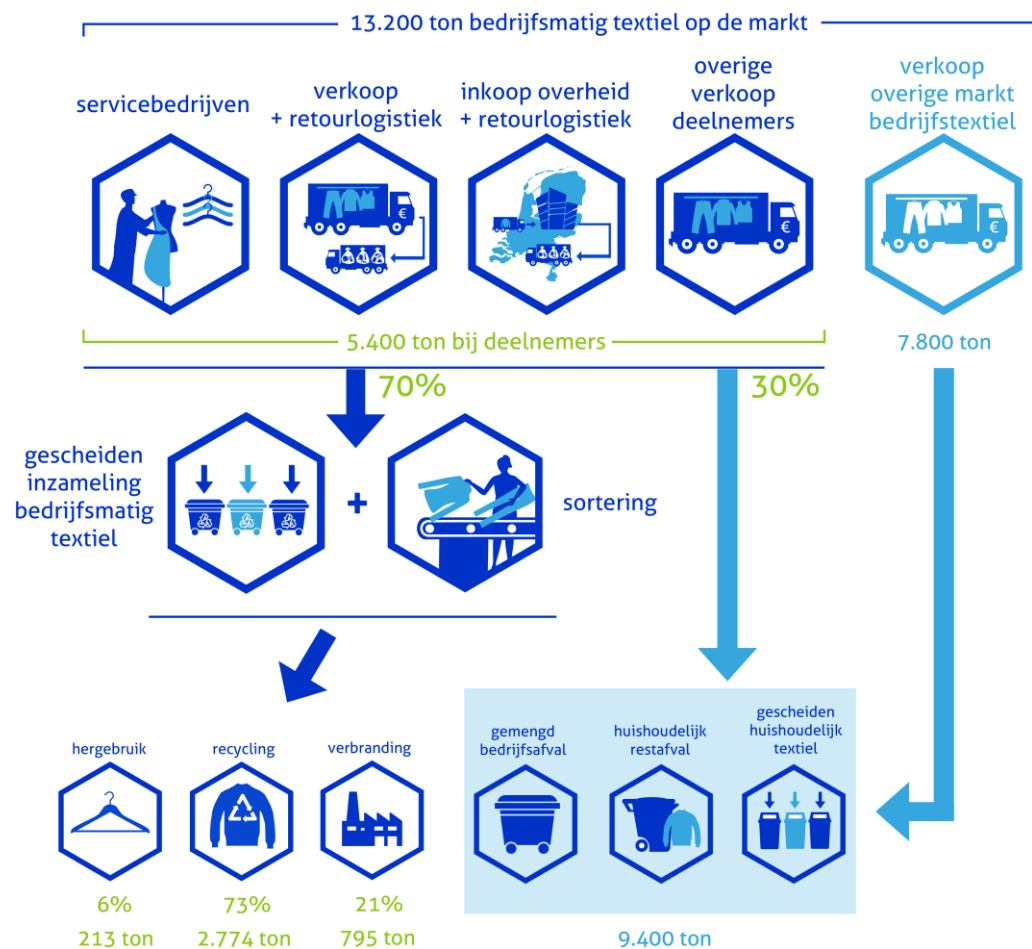 13.200 ton bedrijfsmatig textiel op de markt
servicebedrijven
verkoop
+ retourlogistiek
inkoop overheid
+ retourlogistiek
overige
verkoop
deelnemers
verkoop
overige markt
bedrijfstextiel
€
€
€
5.400 ton bij deelnemers
7.800 ton
70%
30%
gescheiden
inzameling
bedrijfsmatig
textiel
+
sortering
hergebruik
recycling
verbranding
gemengd
bedrijfsafval
huishoudelijk
restafval
gescheiden
huishoudelijk
textiel
6%
73%
21%
213 ton
2.774 ton
795 ton
9.400 ton